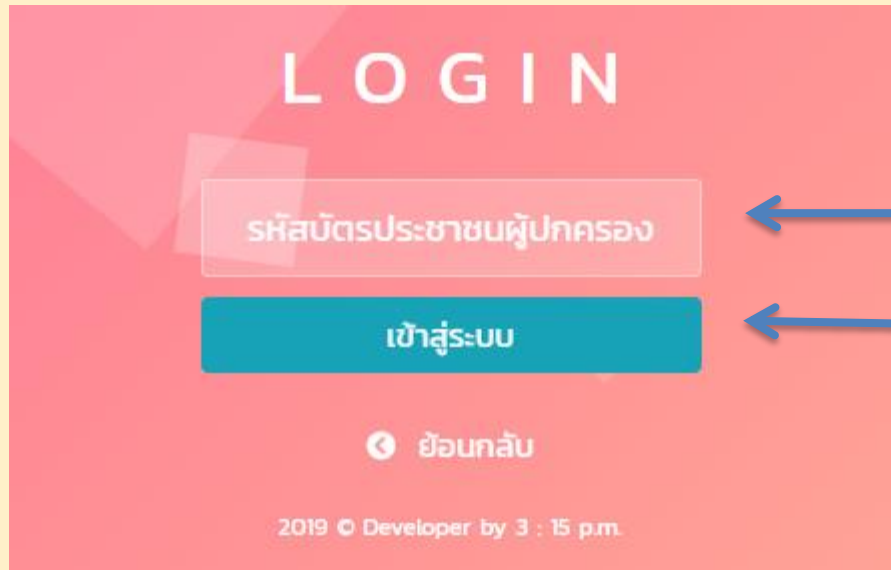 LOGIN
รหัสบัตรประชาชนผู้ปกครอง
เข้าสู่ระบบ
ย้อนกลับ
2019 © Developer by 3 : 15 p.m.